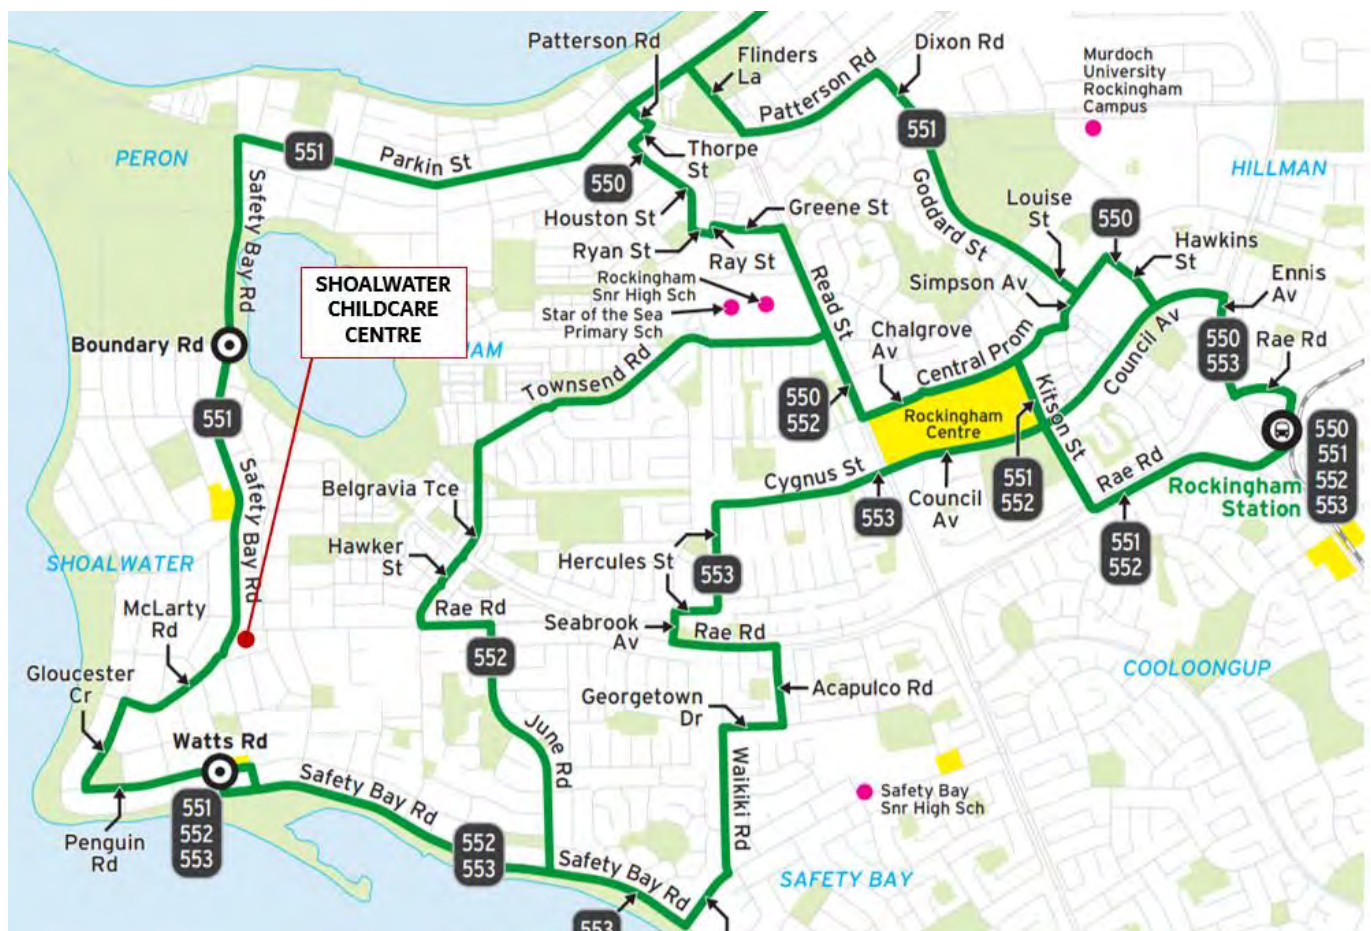 Patterson Rd
Flinders
La
Dixon Rd
Murdoch
University
Rockingham
Campus
Patterson Rd
551
PERON
551
Parkin St
Thorpe
St
550
HILLMAN
Safety Bay Rd
Houston St
Greene St
Goddard St
Louise
St
550
Hawkins
St
Ryan St
Ray St
SHOALWATER
CHILDCARE
CENTRE
Rockingham
Snr High Sch
Star of the Sea
Primary Sch
Read St
Simpson Av
Ennis
Av
Boundary Rd
HAM
Townsend Rd
Chalgrove
Av
Central Prom
Council Av
550
553
Rae Rd
551
550
552
Rockingham
Centre
Kitson St
550
551
552
553
Safety Bay Rd
Belgravia Tce
Cygnus St
553
Council
Av
551
552
Rae Rd
Rockingham
Station
Hawker
St
SHOALWATER
Hercules St
553
551
552
McLarty
Rd
Rae Rd
Seabrook
Av
Rae Rd
552
COOLOONGUP
Gloucester
Cr
Georgetown
Dr
Acapulco Rd
June Rd
Watts Rd
Safety Bay Rd
Waikiki Rd
Safety Bay
Snr High Sch
551
552
553
Penguin
Rd
552
553
Safety Bay Rd
SAFETY BAY
553